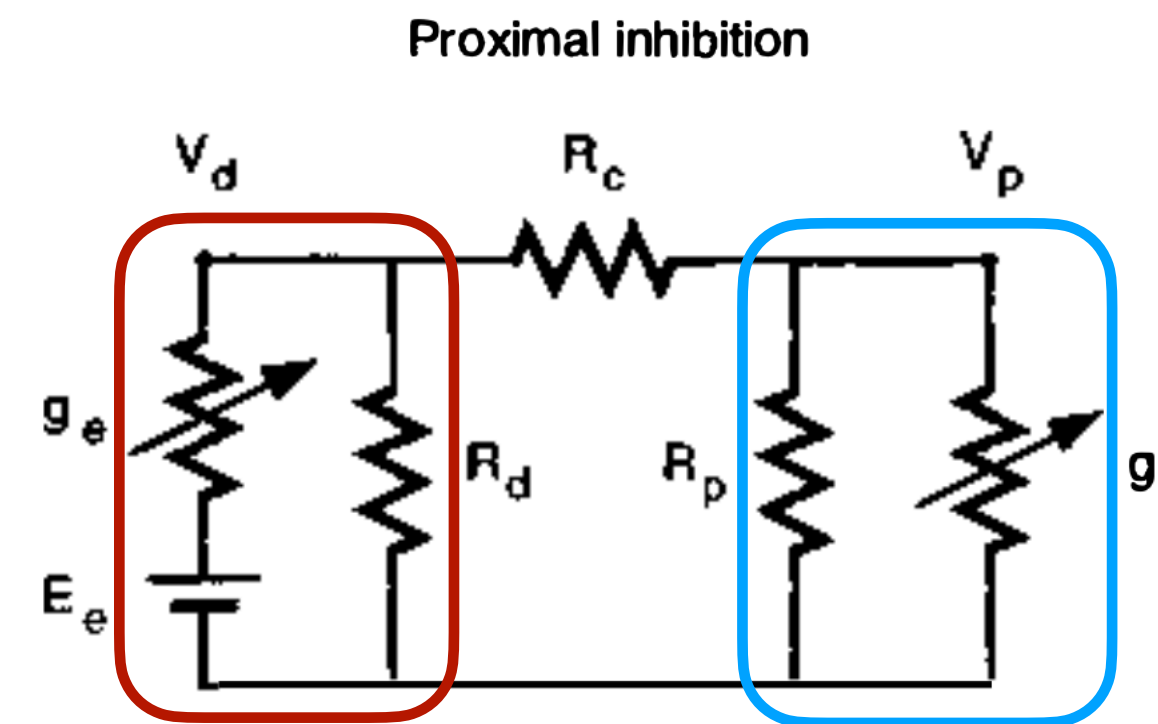 Proximal inhibition
V_d
R_c
V_p
g_e
R_d
R_p
g
E_e